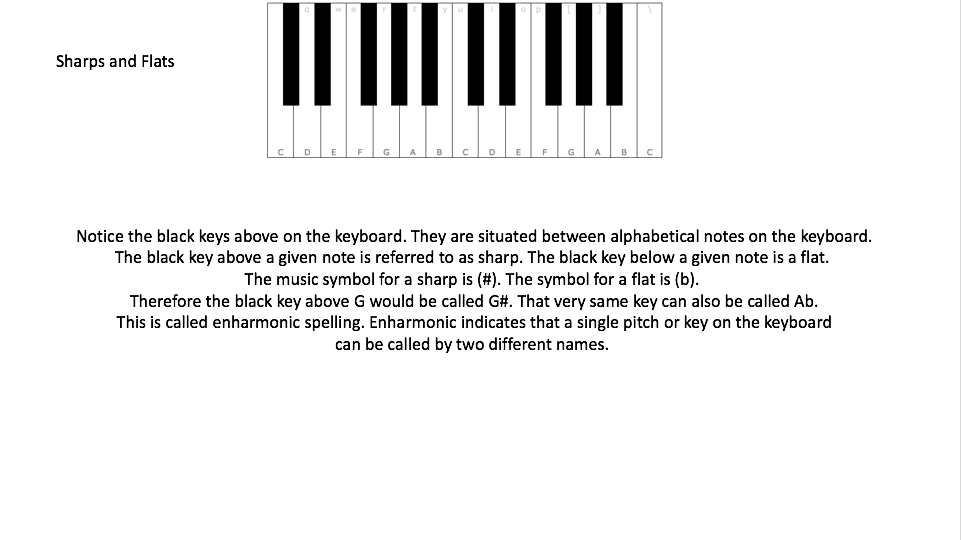 q w e r t y u i o p [ ] \
Sharps and Flats
C D E F G A B C D E F G A B C
Notice the black keys above on the keyboard. They are situated between alphabetical notes on the keyboard.
The black key above a given note is referred to as sharp. The black key below a given note is a flat.
The music symbol for a sharp is (#). The symbol for a flat is (b).
Therefore the black key above G would be called G#. That very same key can also be called Ab.
This is called enharmonic spelling. Enharmonic indicates that a single pitch or key on the keyboard
can be called by two different names.